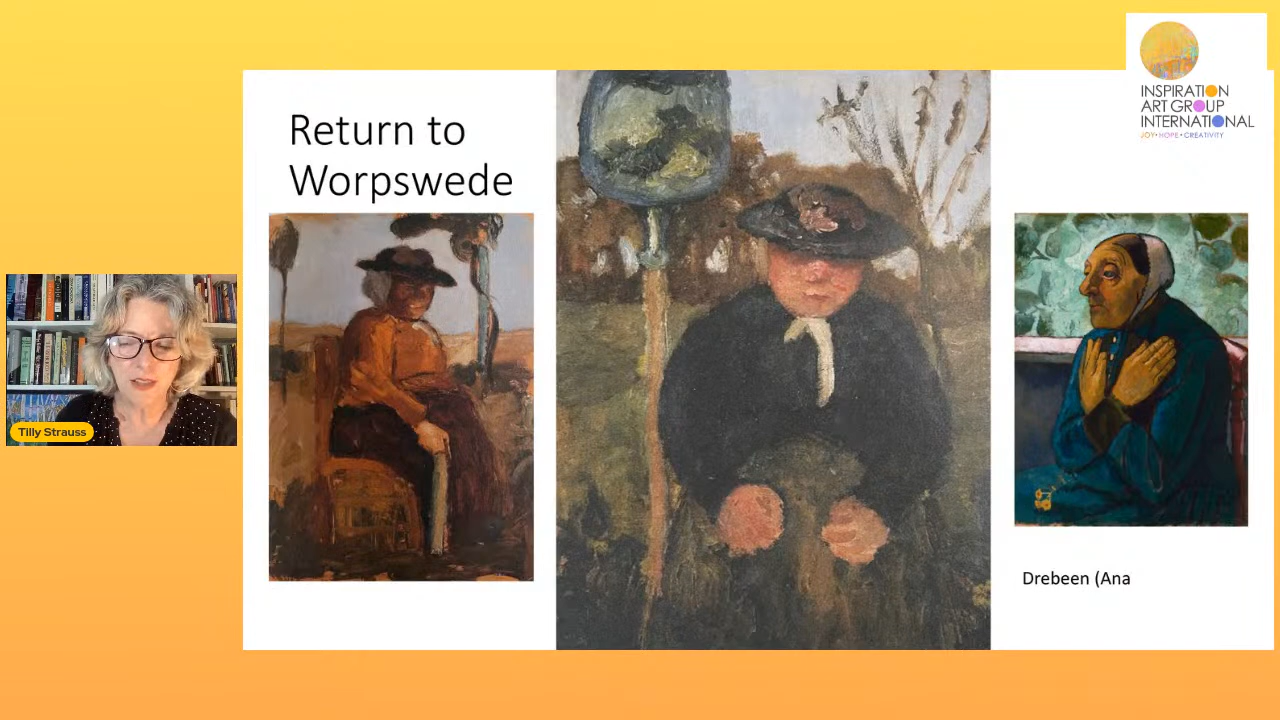 Return to
Worpswede
INSPIRATION
ART GROUP
INTERNATIONAL
JOY•HOPE•CREATIVITY
Tilly Strauss
Drebeen (Ana